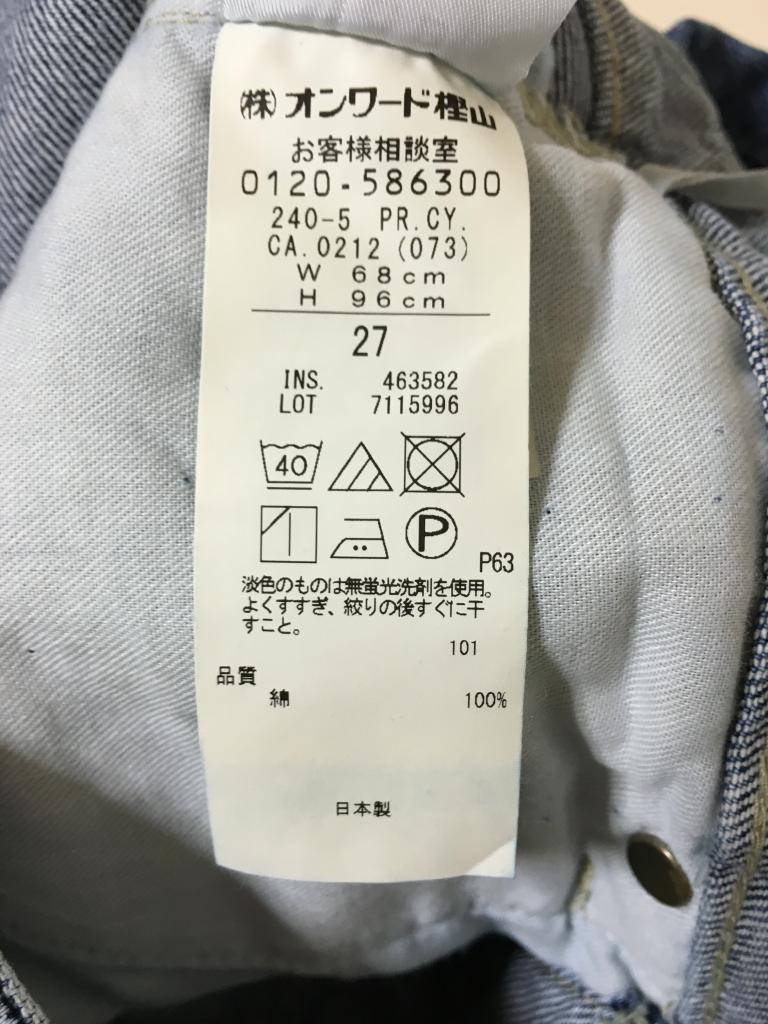 ㈱オンワード樫山
お客様相談室
0120-586300
240-5 PR.CY.
CA.0212 (073)
W 68cm
H 96cm
27
INS. 463582
LOT 7115996
40
P
P63
淡色のものは無蛍光洗剤を使用。
よくすすぎ、絞りの後すぐに干
すこと。
101
品質
綿 100%
日本製